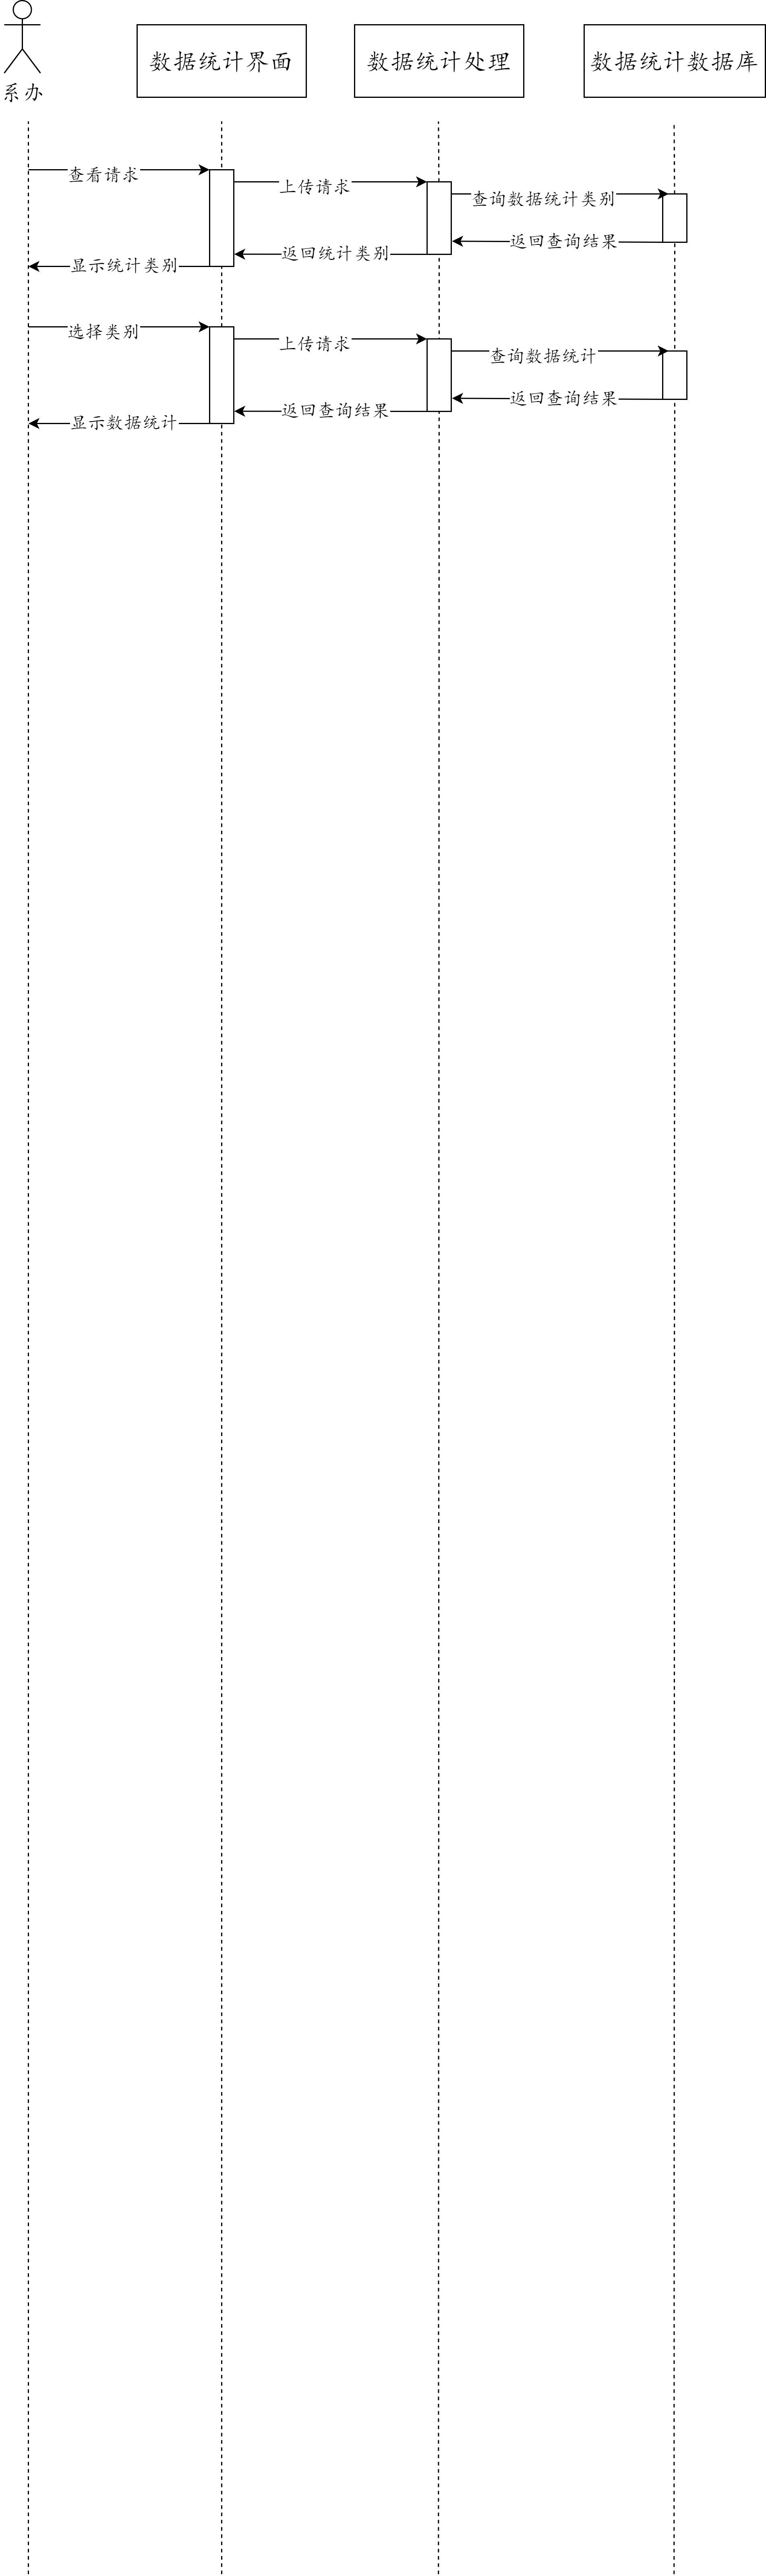 系办
数据统计界面
数据统计处理
数据统计数据库
查看请求
上传请求
查询数据统计类别
返回查询结果
返回统计类别
显示统计类别
选择类别
上传请求
查询数据统计
返回查询结果
返回查询结果
显示数据统计